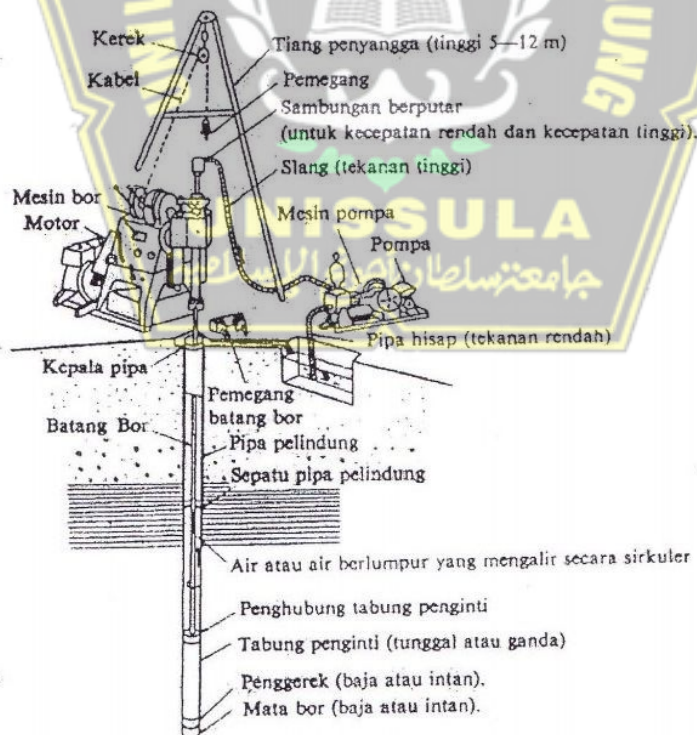 Kerek
Tiang penyangga (tinggi 5—12 m)
Kabel
Pemegang
Sambungan berputar
(untuk kecepatan rendah dan kecepatan tinggi).
Slang (tekanan tinggi)
Mesin bor
Motor
Mesin pompa
Pompa
UNISSULA
جامعتسلطان أجونج الإسلامية
Pipa hisap (tekanan rendah)
Kepala pipa
Pemegang
batang bor
Batang Bor
Pipa pelindung
Sepatu pipa pelindung
Air atau air berlumpur yang mengalir secara sirkuler
Penghubung tabung penginti
Tabung penginti (tunggal atau ganda)
Penggerek (baja atau intan).
Mata bor (baja atau intan).